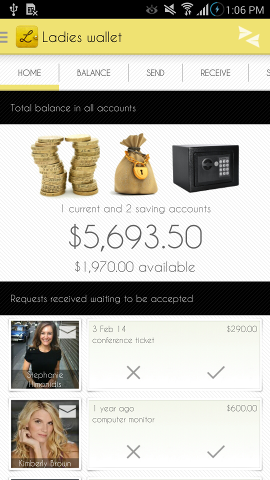 1:06 PM
L
Ladies wallet
HOME BALANCE SEND RECEIVE S
Total balance in all accounts
1 current and 2 saving accounts
$5,693.50
$1,970.00 available
Requests received waiting to be accepted
3 Feb 14 $290.00
conference ticket
Stephanie
Himonidis
1 year ago $600.00
computer monitor
Kimberly Brown